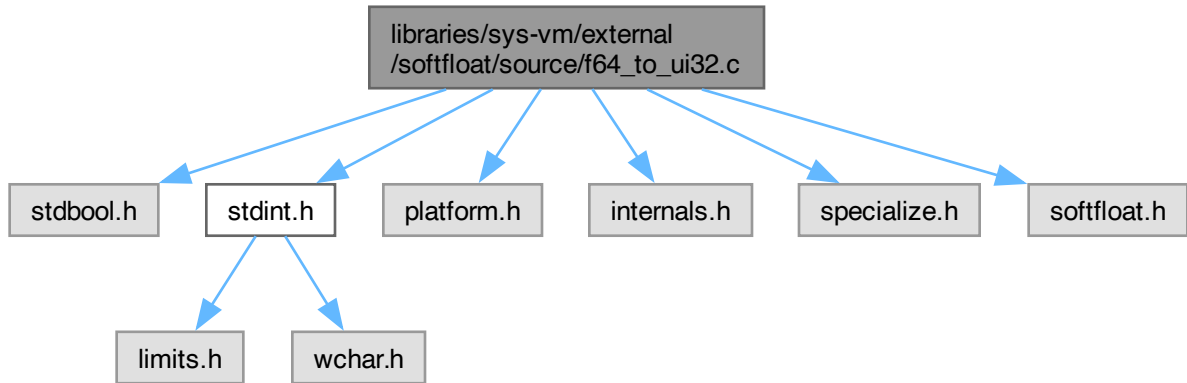 libraries/sys-vm/external
/softfloat/source/f64_to_ui32.c
stdbool.h
stdint.h
platform.h
internals.h
specialize.h
softfloat.h
limits.h
wchar.h